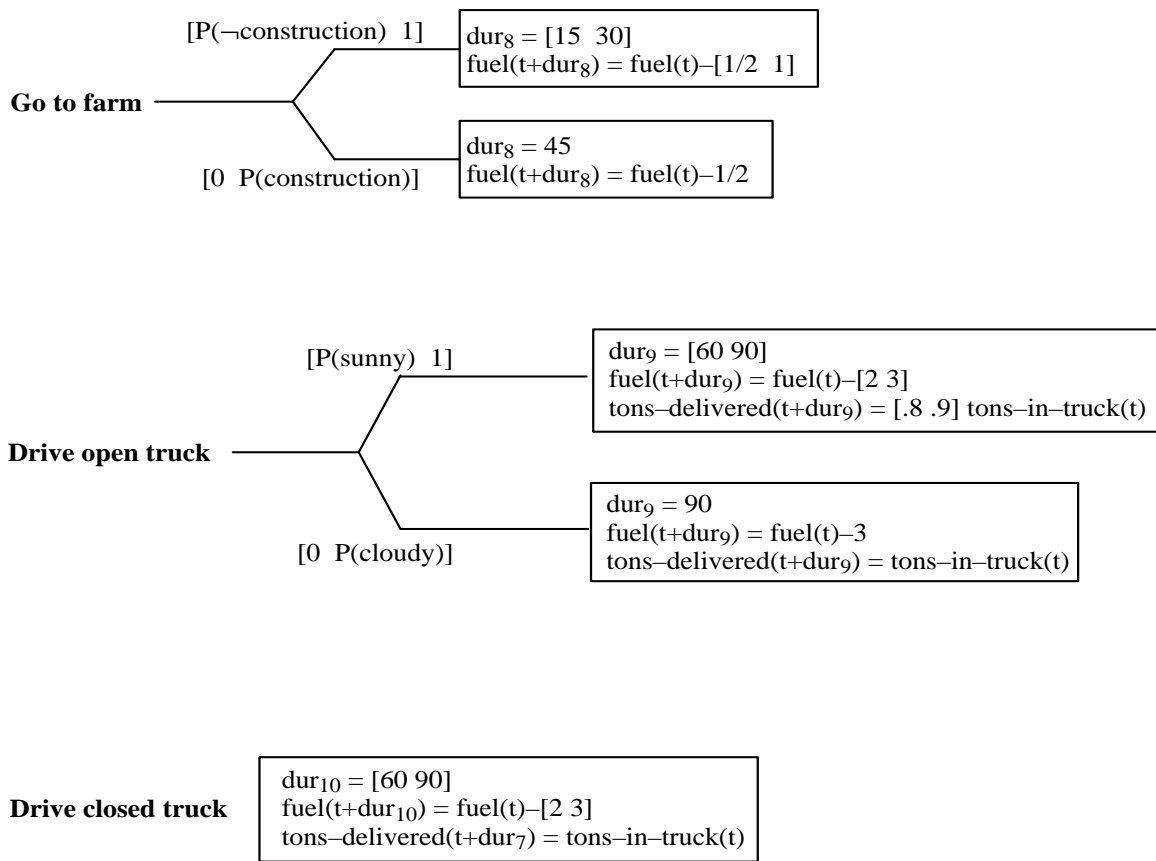 [P(¬construction) 1]
dur8 = [15 30]
fuel(t+dur8) = fuel(t)–[1/2 1]
Go to farm
dur8 = 45
fuel(t+dur8) = fuel(t)–1/2
[0 P(construction)]
[P(sunny) 1]
dur9 = [60 90]
fuel(t+dur9) = fuel(t)–[2 3]
tons–delivered(t+dur9) = [.8 .9] tons–in–truck(t)
Drive open truck
dur9 = 90
fuel(t+dur9) = fuel(t)–3
tons–delivered(t+dur9) = tons–in–truck(t)
[0 P(cloudy)]
dur10 = [60 90]
fuel(t+dur10) = fuel(t)–[2 3]
tons–delivered(t+dur7) = tons–in–truck(t)
Drive closed truck